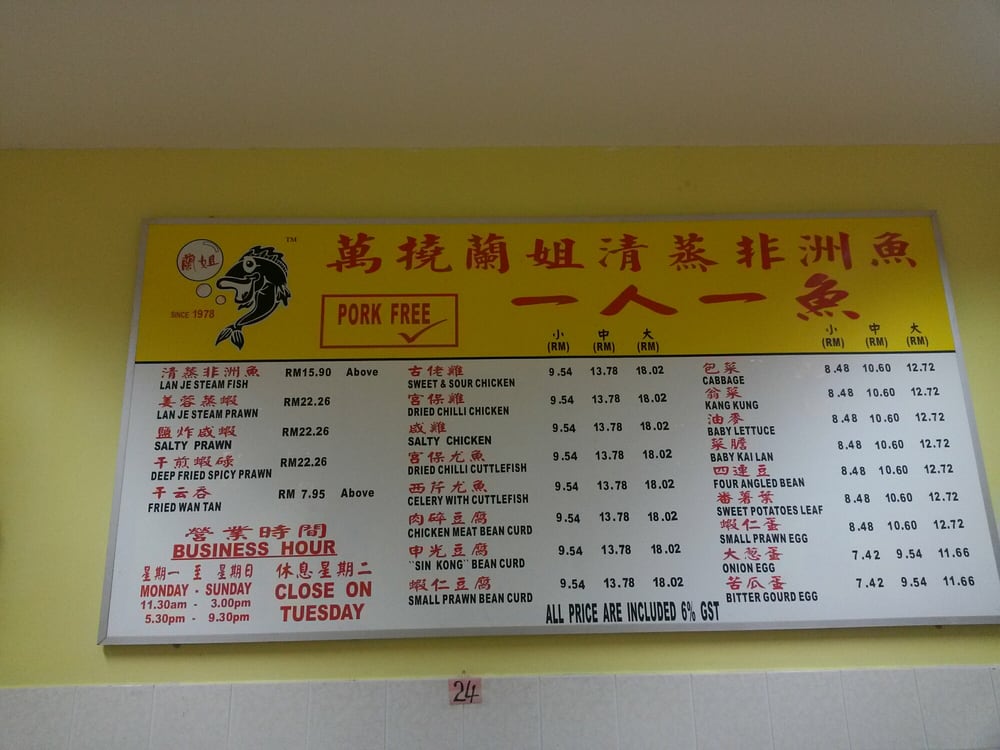 萬撓蘭姐清蒸非洲魚
一人一魚
蘭姐
TM
SINCE 1978
PORK FREE
小 中 大
(RM) (RM) (RM)
小 中 大
(RM) (RM) (RM)
清蒸非洲魚 RM15.90 Above
LAN JE STEAM FISH
姜蓉蒸蝦 RM22.26
LAN JE STEAM PRAWN
鹽炸咸蝦 RM22.26
SALTY PRAWN
干煎蝦碌 RM22.26
DEEP FRIED SPICY PRAWN
干云吞 RM 7.95 Above
FRIED WAN TAN
營業時間
BUSINESS HOUR
星期一 至 星期日
MONDAY - SUNDAY
11.30am - 3.00pm
5.30pm - 9.30pm
休息星期二
CLOSE ON
TUESDAY
古佬雞 9.54 13.78 18.02
SWEET & SOUR CHICKEN
宮保雞 9.54 13.78 18.02
DRIED CHILLI CHICKEN
咸雞 9.54 13.78 18.02
SALTY CHICKEN
宮保尤魚 9.54 13.78 18.02
DRIED CHILLI CUTTLEFISH
西芹尤魚 9.54 13.78 18.02
CELERY WITH CUTTLEFISH
肉碎豆腐 9.54 13.78 18.02
CHICKEN MEAT BEAN CURD
申光豆腐 9.54 13.78 18.02
"SIN KONG" BEAN CURD
蝦仁豆腐 9.54 13.78 18.02
SMALL PRAWN BEAN CURD
包菜 8.48 10.60 12.72
CABBAGE
翁菜 8.48 10.60 12.72
KANG KUNG
油麥 8.48 10.60 12.72
BABY LETTUCE
菜膽 8.48 10.60 12.72
BABY KAI LAN
四連豆 8.48 10.60 12.72
FOUR ANGLED BEAN
番薯葉 8.48 10.60 12.72
SWEET POTATOES LEAF
蝦仁蛋 8.48 10.60 12.72
SMALL PRAWN EGG
大葱蛋 7.42 9.54 11.66
ONION EGG
苦瓜蛋 7.42 9.54 11.66
BITTER GOURD EGG
ALL PRICE ARE INCLUDED 6% GST
24